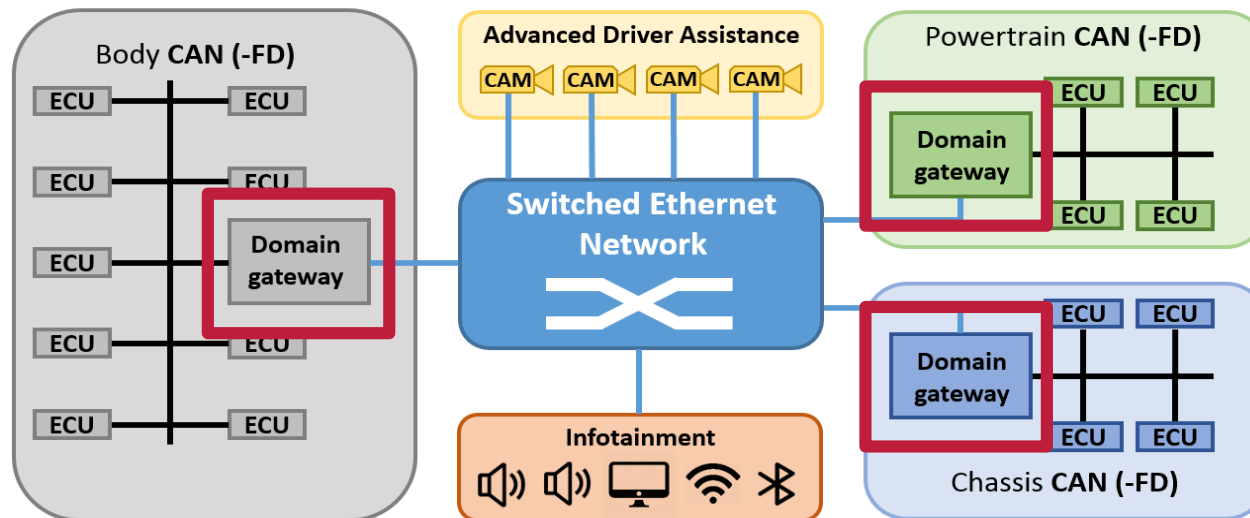 Body CAN (-FD)
ECU
ECU
ECU
ECU
ECU
ECU
ECU
ECU
ECU
Domain
gateway
Advanced Driver Assistance
CAM
CAM
CAM
CAM
Switched Ethernet
Network
Infotainment
Powertrain CAN (-FD)
ECU
ECU
Domain
gateway
ECU
ECU
ECU
ECU
Domain
gateway
ECU
ECU
Chassis CAN (-FD)